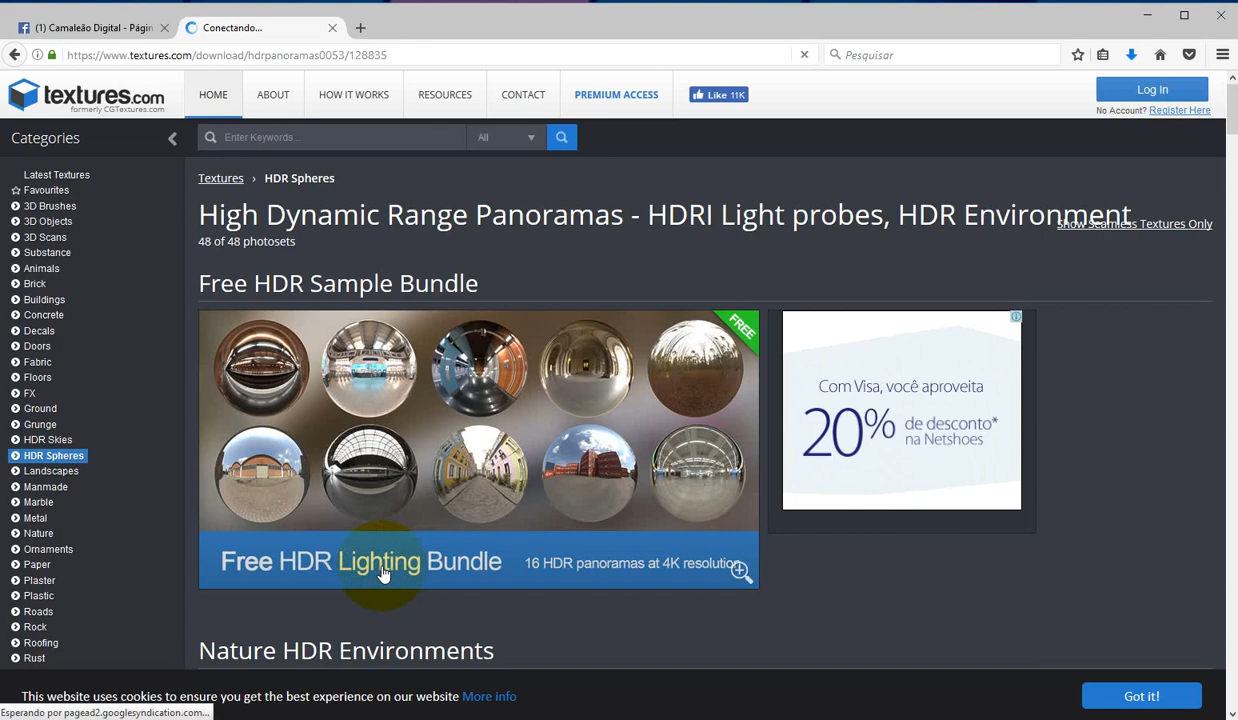 (1) Camaleão Digital - Págin
Conectando...
https://www.textures.com/download/hdrpanoramas0053/128835
Pesquisar
textures.com
formerly CGTextures.com
HOME
ABOUT
HOW IT WORKS
RESOURCES
CONTACT
PREMIUM ACCESS
Like 11K
Log In
No Account? Register Here
Categories
Enter Keywords...
All
Latest Textures
Favourites
3D Brushes
3D Objects
3D Scans
Substance
Animals
Brick
Buildings
Concrete
Decals
Doors
Fabric
Floors
FX
Ground
Grunge
HDR Skies
HDR Spheres
Landscapes
Manmade
Marble
Metal
Nature
Ornaments
Paper
Plaster
Plastic
Roads
Rock
Roofing
Rust
Textures › HDR Spheres
High Dynamic Range Panoramas - HDRI Light probes, HDR Environment
Show Seamless Textures Only
48 of 48 photosets
Free HDR Sample Bundle
FREE
Free HDR Lighting Bundle
16 HDR panoramas at 4K resolution
Com Visa, você aproveita
20% de desconto*
na Netshoes
Nature HDR Environments
This website uses cookies to ensure you get the best experience on our website More info
Got it!
Esperando por pagead2.googlesyndication.com...